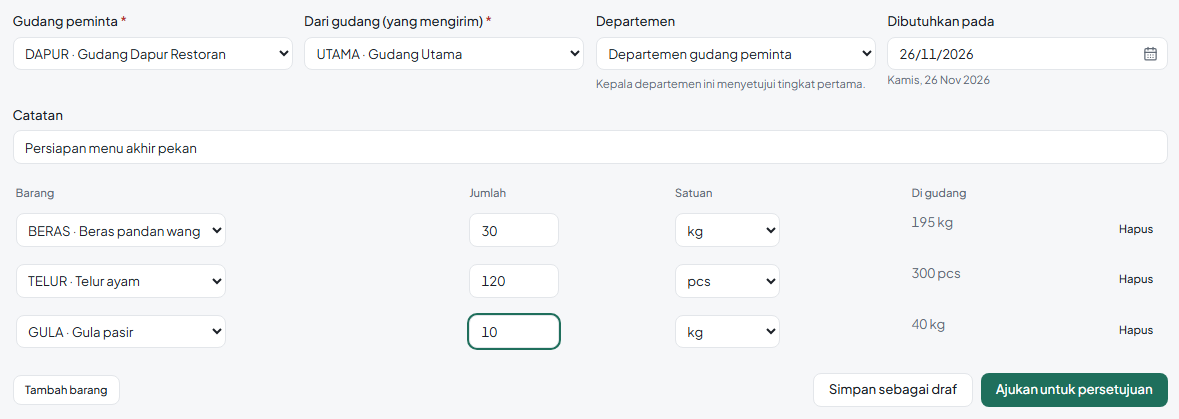 Gudang peminta *
Dari gudang (yang mengirim) *
Departemen
Dibutuhkan pada
DAPUR · Gudang Dapur Restoran
UTAMA · Gudang Utama
Departemen gudang peminta
26/11/2026
Kepala departemen ini menyetujui tingkat pertama.
Kamis, 26 Nov 2026
Catatan
Persiapan menu akhir pekan
Barang Jumlah Satuan Di gudang
BERAS · Beras pandan wang 30 kg 195 kg Hapus
TELUR · Telur ayam 120 pcs 300 pcs Hapus
GULA · Gula pasir 10 kg 40 kg Hapus
Tambah barang
Simpan sebagai draf
Ajukan untuk persetujuan